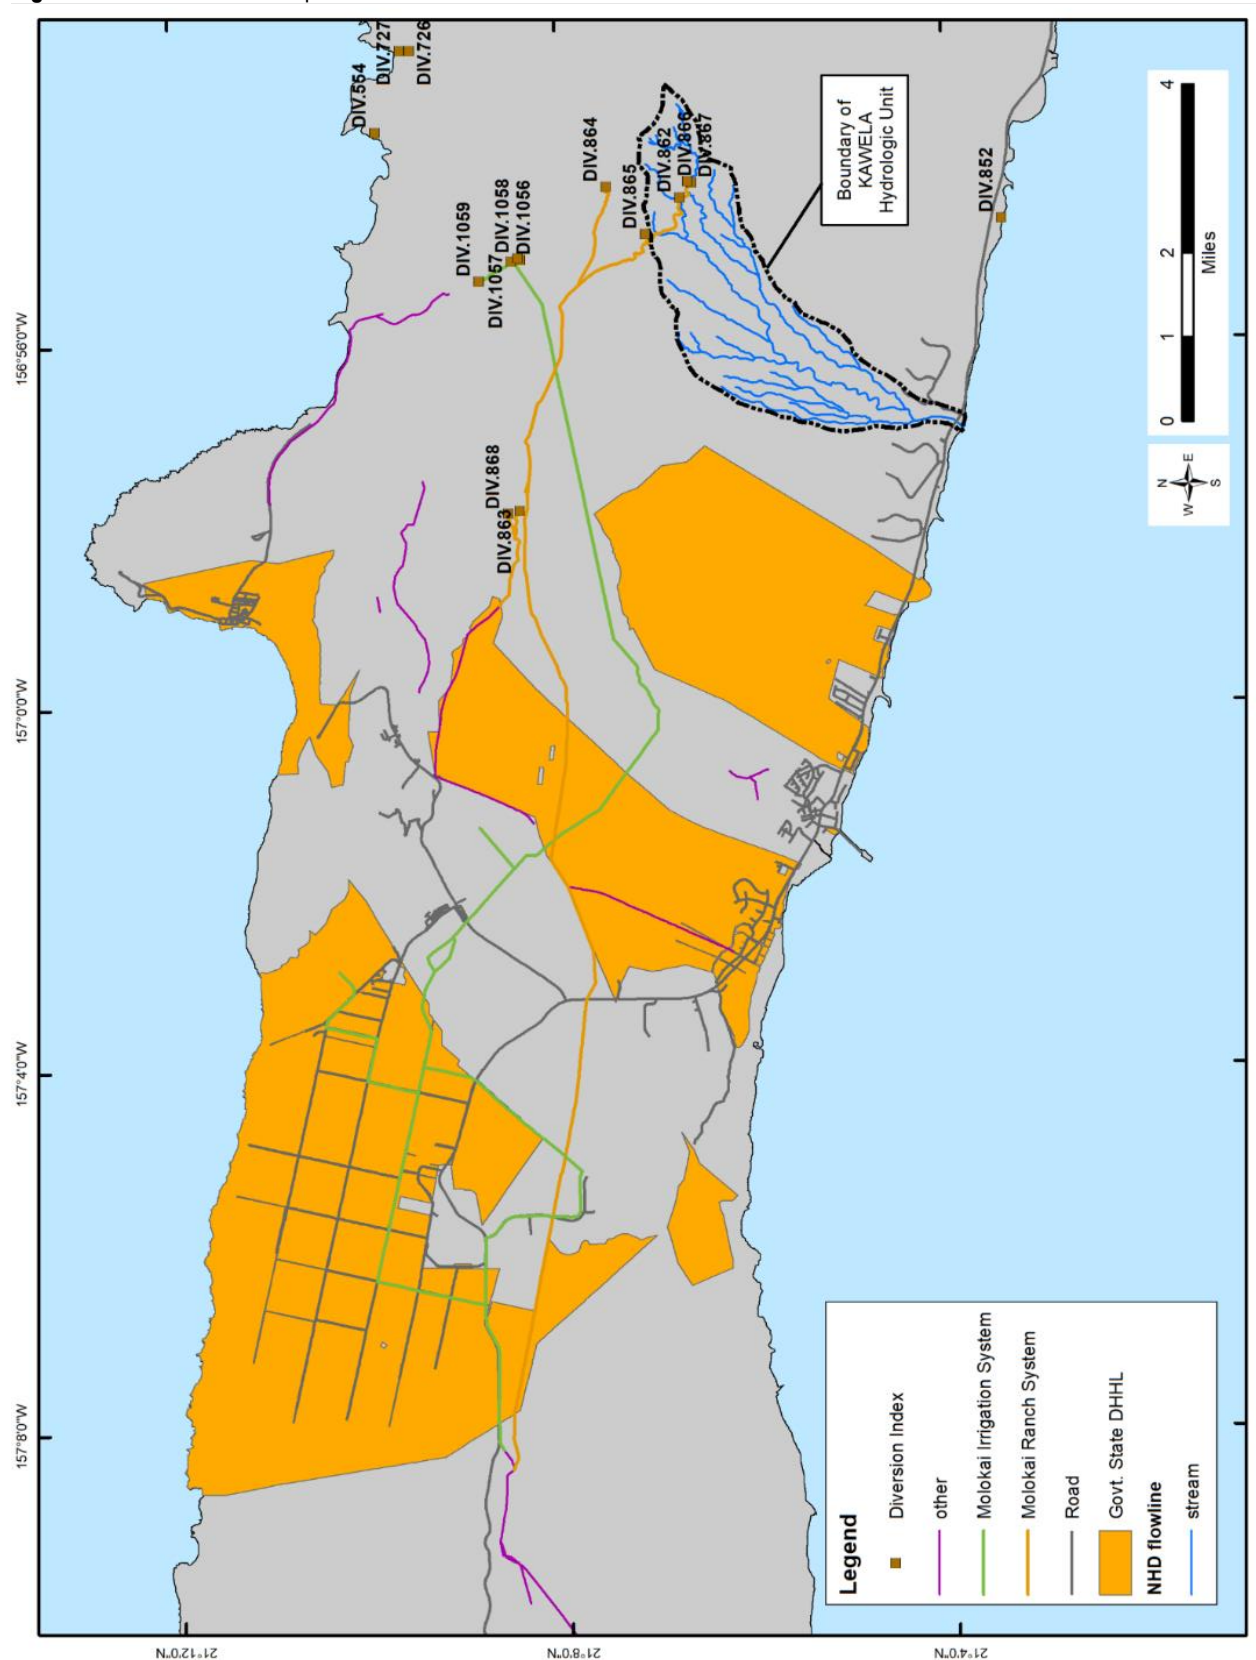 DIV.727
DIV.726
DIV.554
DIV.864
DIV.865
DIV.862
DIV.866
DIV.867
DIV.1059
DIV.1058
DIV.1056
DIV.1057
DIV.868
DIV.863
DIV.852
Boundary of
KAWELA
Hydrologic Unit
156°56'0"W
157°0'0"W
157°4'0"W
157°8'0"W
21°12'0"N
21°8'0"N
21°4'0"N
N
W E
S
0 1 2 4
Miles
Legend
Diversion Index
other
Molokai Irrigation System
Molokai Ranch System
Road
Govt. State DHHL
NHD flowline
stream